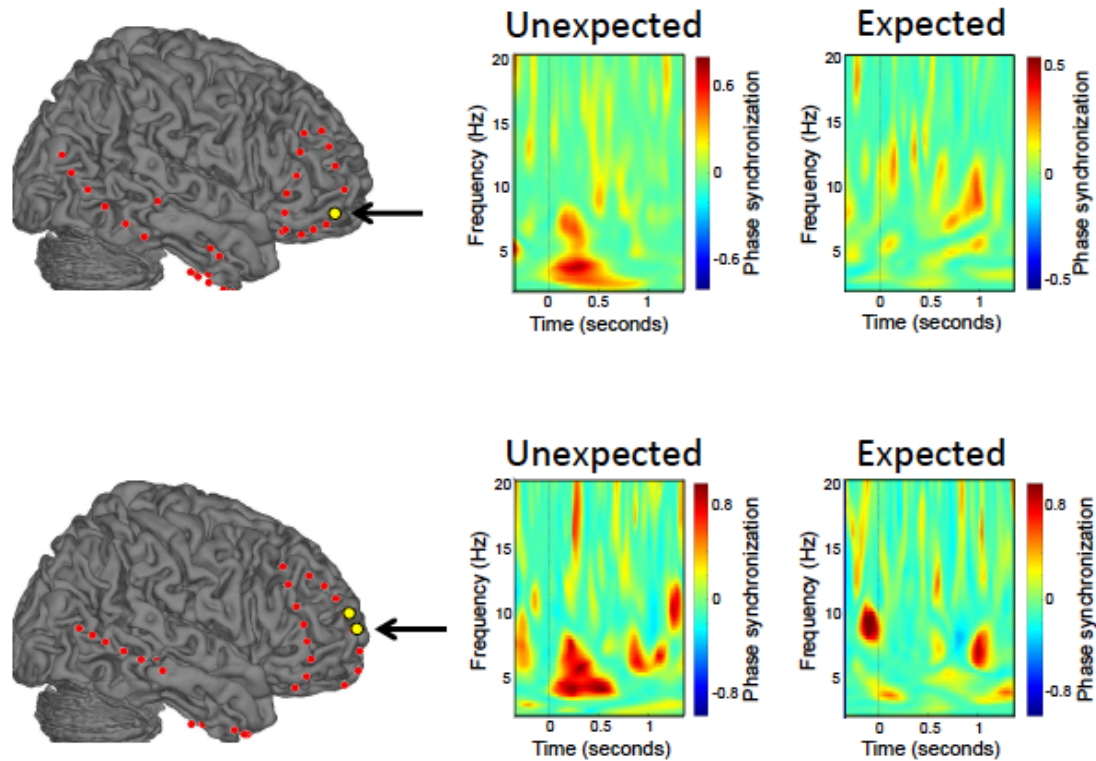 Unexpected
Expected
20
15
10
5
Frequency (Hz)
0
0.5
1
Time (seconds)
0.6
0
-0.6
Phase synchronization
20
15
10
5
Frequency (Hz)
0
0.5
1
Time (seconds)
0.5
0
-0.5
Phase synchronization
Unexpected
Expected
20
15
10
5
Frequency (Hz)
0
0.5
1
Time (seconds)
0.8
0
-0.8
Phase synchronization
20
15
10
5
Frequency (Hz)
0
0.5
1
Time (seconds)
0.8
0
-0.8
Phase synchronization